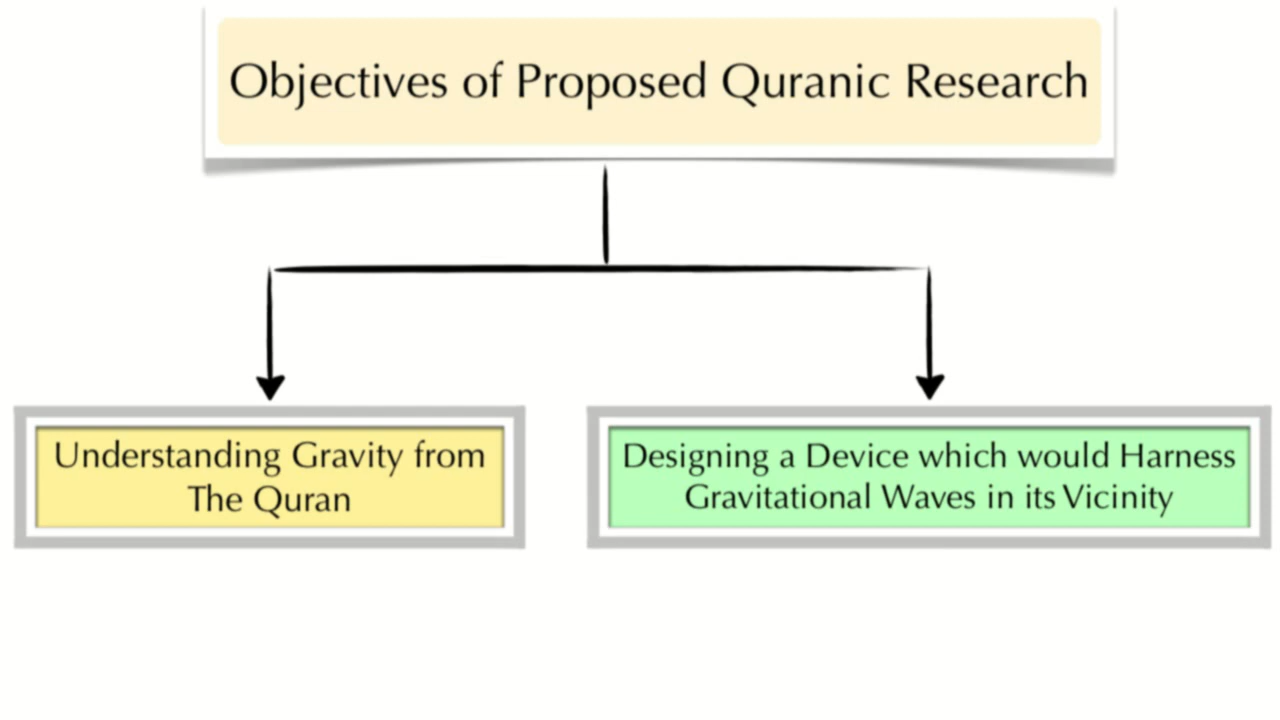 Objectives of Proposed Quranic Research
Understanding Gravity from
The Quran
Designing a Device which would Harness
Gravitational Waves in its Vicinity